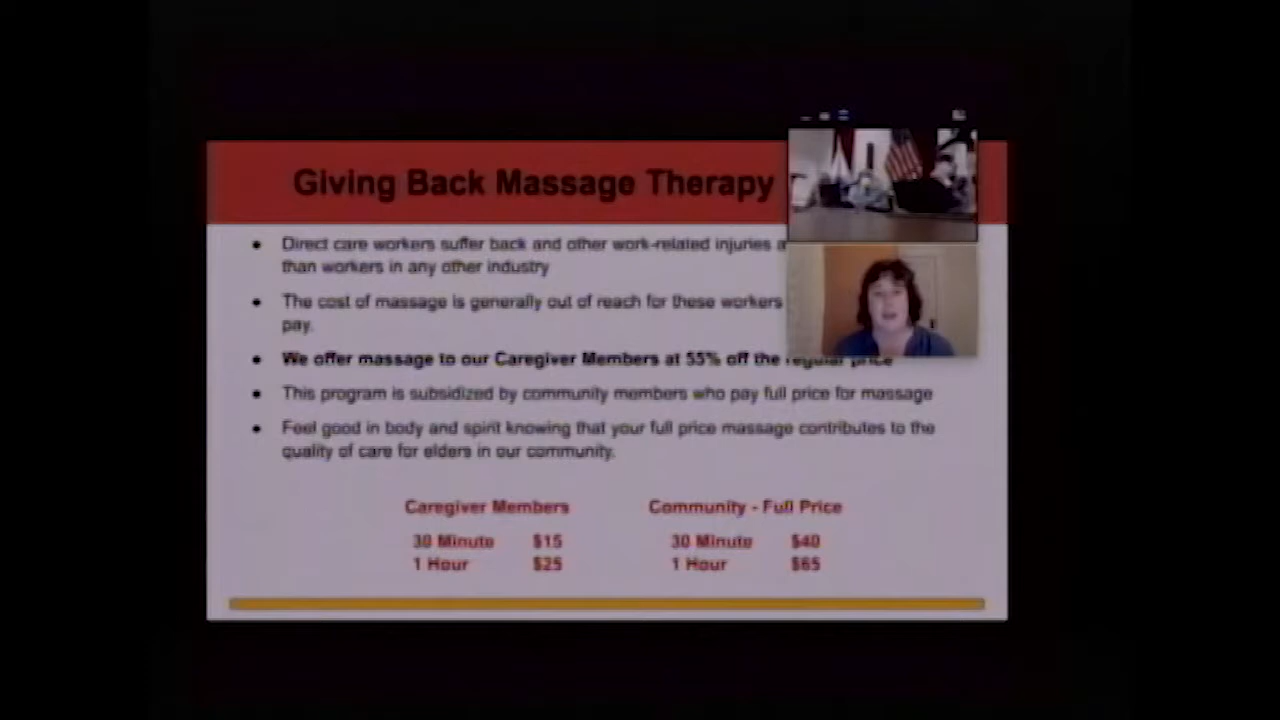 Giving Back Massage Therapy
Direct care workers suffer back and other work-related injuries
than workers in any other industry
The cost of massage is generally out of reach for these workers
pay.
We offer massage to our Caregiver Members at 55% off the regular price
This program is subsidized by community members who pay full price for massage
Feel good in body and spirit knowing that your full price massage contributes to the
quality of care for elders in our community.
Caregiver Members Community - Full Price
30 Minute $15 30 Minute $40
1 Hour $25 1 Hour $65